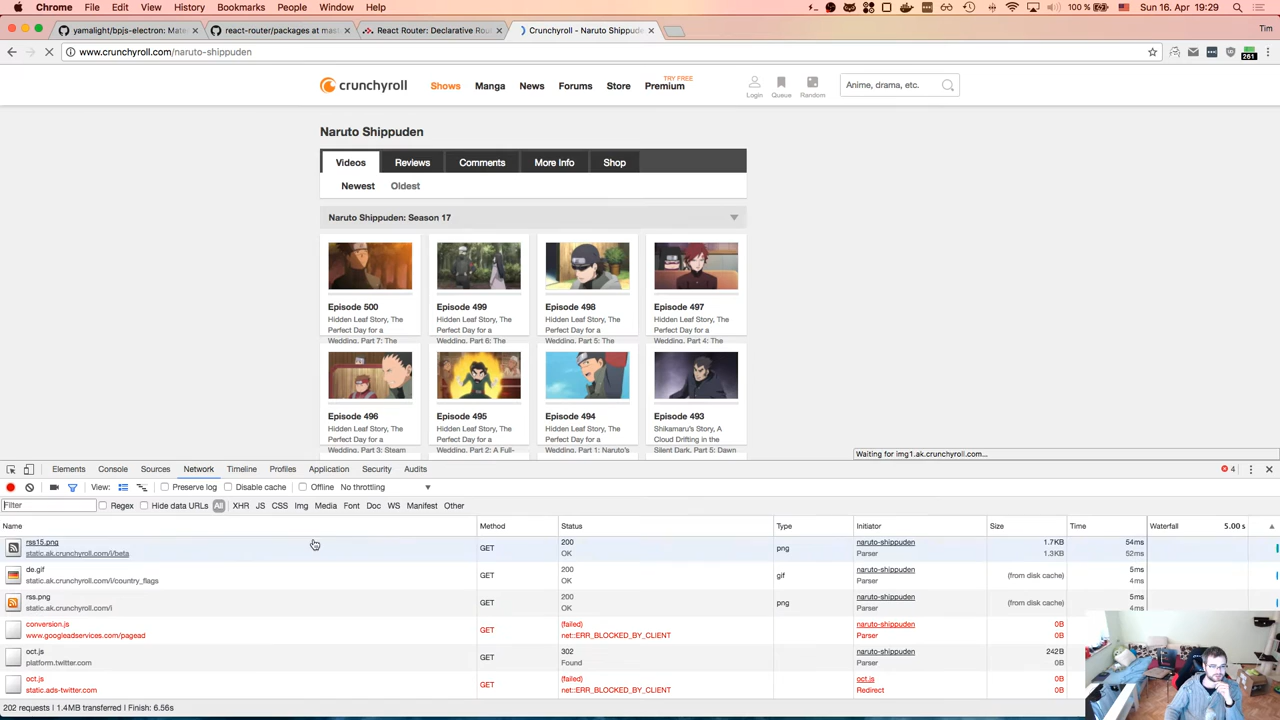 Chrome File Edit View History Bookmarks People Window Help 100 % Sun 16. Apr 19:29
yamalight/bpjs-electron: Mate react-router/packages at mas React Router: Declarative Rou Crunchyroll - Naruto Shippude Tim
www.crunchyroll.com/naruto-shippuden 261
TRY FREE
crunchyroll Shows Manga News Forums Store Premium Login Queue Random Anime, drama, etc.
Naruto Shippuden
Videos Reviews Comments More Info Shop
Newest Oldest
Naruto Shippuden: Season 17
Episode 500 Episode 499 Episode 498 Episode 497
Hidden Leaf Story, The Hidden Leaf Story, The Hidden Leaf Story, The Hidden Leaf Story, The
Perfect Day for a Perfect Day for a Perfect Day for a Perfect Day for a
Wedding, Part 7: The Wedding, Part 6: The Wedding, Part 5: The Wedding, Part 4: The
Episode 496 Episode 495 Episode 494 Episode 493
Hidden Leaf Story, The Hidden Leaf Story, The Hidden Leaf Story, The Shikamaru's Story, A
Perfect Day for a Perfect Day for a Perfect Day for a Cloud Drifting in the
Wedding, Part 3: Steam Wedding, Part 2: A Full- Wedding, Part 1: Naruto's Silent Dark, Part 5: Dawn
Waiting for img1.ak.crunchyroll.com...
Elements Console Sources Network Timeline Profiles Application Security Audits 4
View: Preserve log Disable cache Offline No throttling
Filter Regex Hide data URLs All XHR JS CSS Img Media Font Doc WS Manifest Other
Name Method Status Type Initiator Size Time Waterfall 5.00 s
rss15.png GET 200 png naruto-shippuden 1.7KB 54ms
static.ak.crunchyroll.com/i/beta OK Parser 1.3KB 52ms
de.gif GET 200 gif naruto-shippuden (from disk cache) 5ms
static.ak.crunchyroll.com/i/country_flags OK Parser 4ms
rss.png GET 200 png naruto-shippuden (from disk cache) 5ms
static.ak.crunchyroll.com/i OK Parser 4ms
conversion.js GET (failed) naruto-shippuden 0B
www.googleadservices.com/pagead net::ERR_BLOCKED_BY_CLIENT Parser 0B
oct.js GET 302 naruto-shippuden 242B
platform.twitter.com Found Parser 0B
oct.js GET (failed) oct.js 0B
static.ads-twitter.com net::ERR_BLOCKED_BY_CLIENT Redirect 0B
202 requests | 1.4MB transferred | Finish: 6.56s